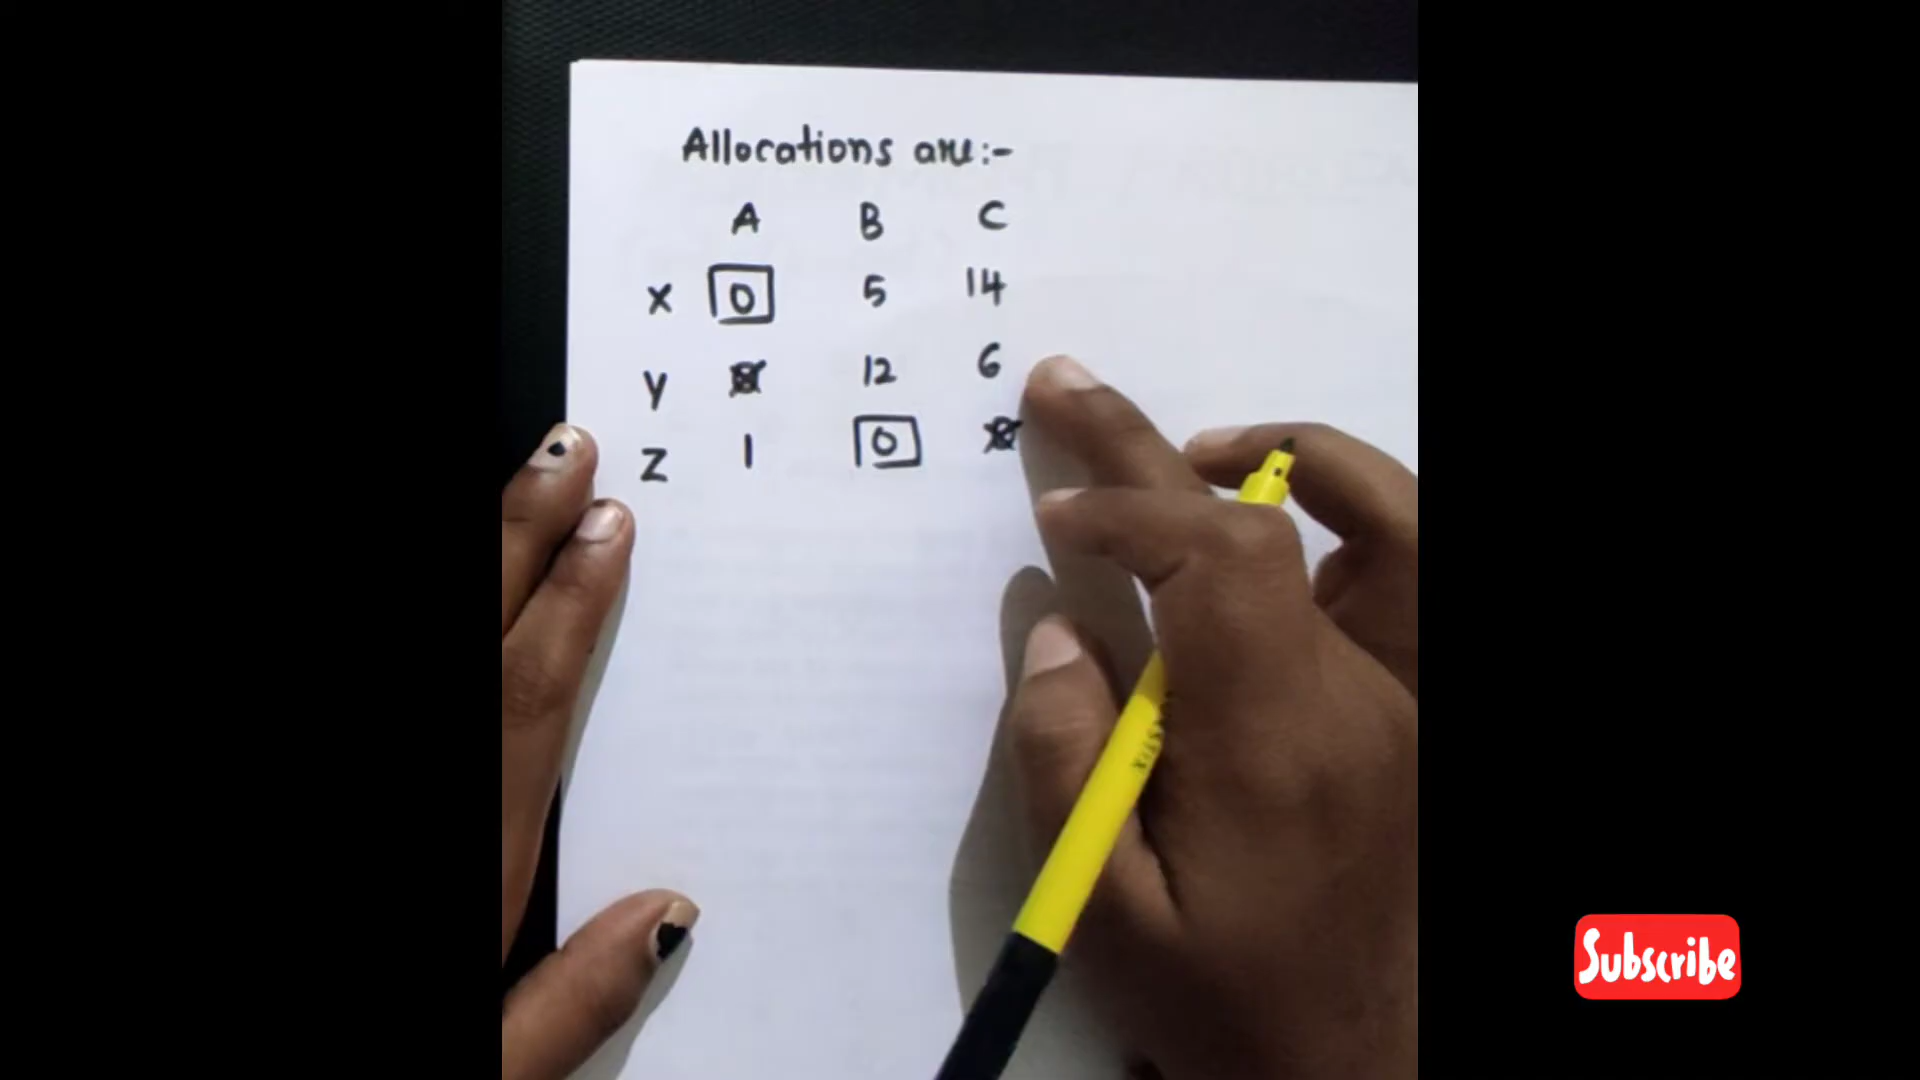 Allocations are:-
A B C
X 0 5 14
Y 0 12 6
Z 1 0 0
Subscribe